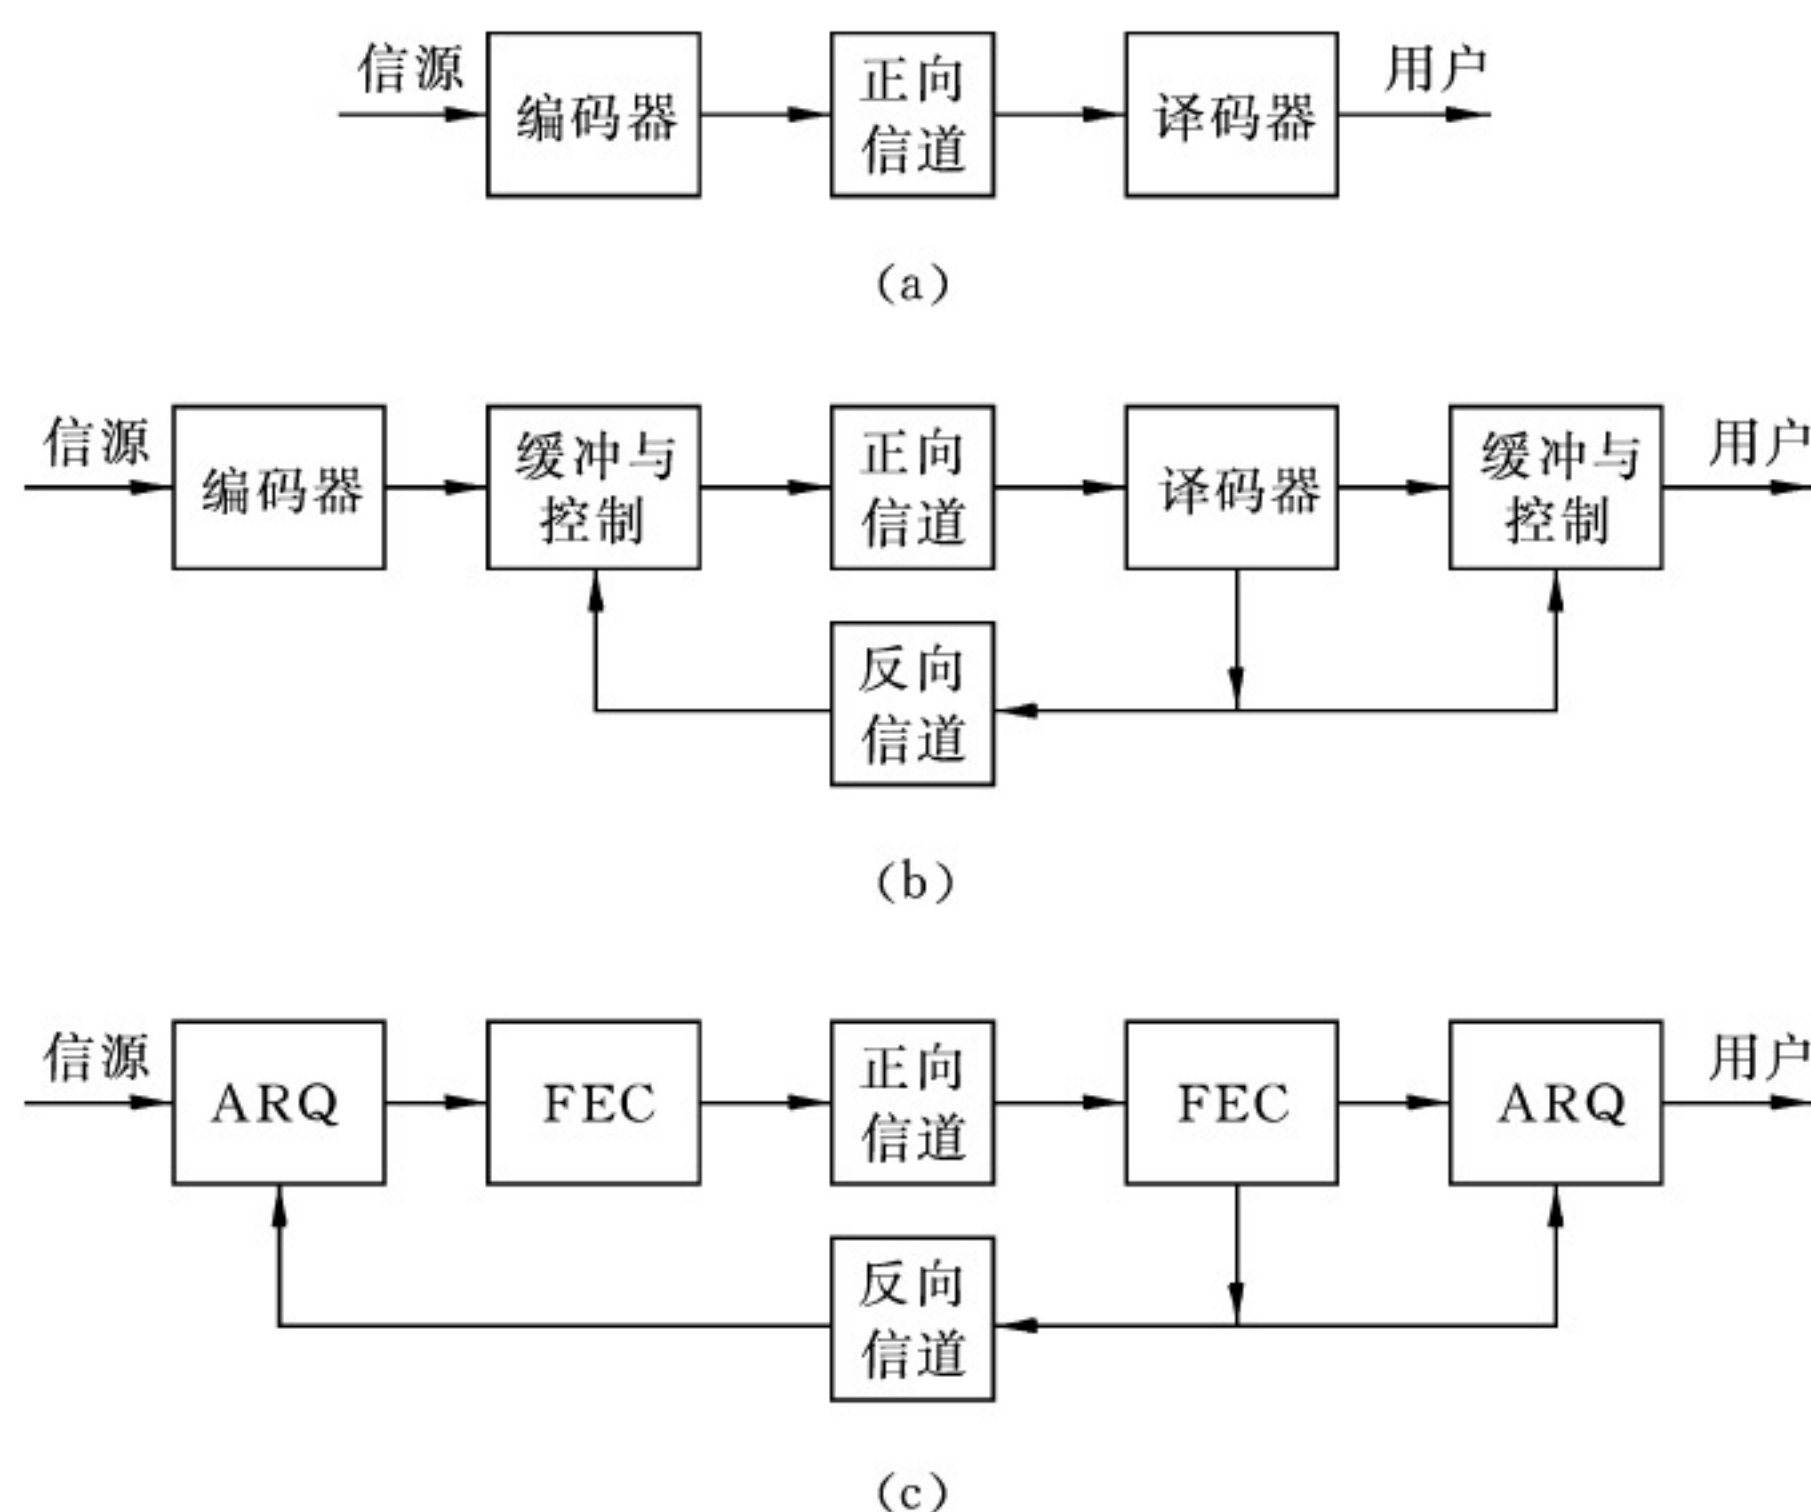 信源
编码器
正向
信道
译码器
用户
(a)
信源
编码器
缓冲与
控制
正向
信道
译码器
缓冲与
控制
用户
反向
信道
(b)
信源
ARQ
FEC
正向
信道
FEC
ARQ
用户
反向
信道
(c)